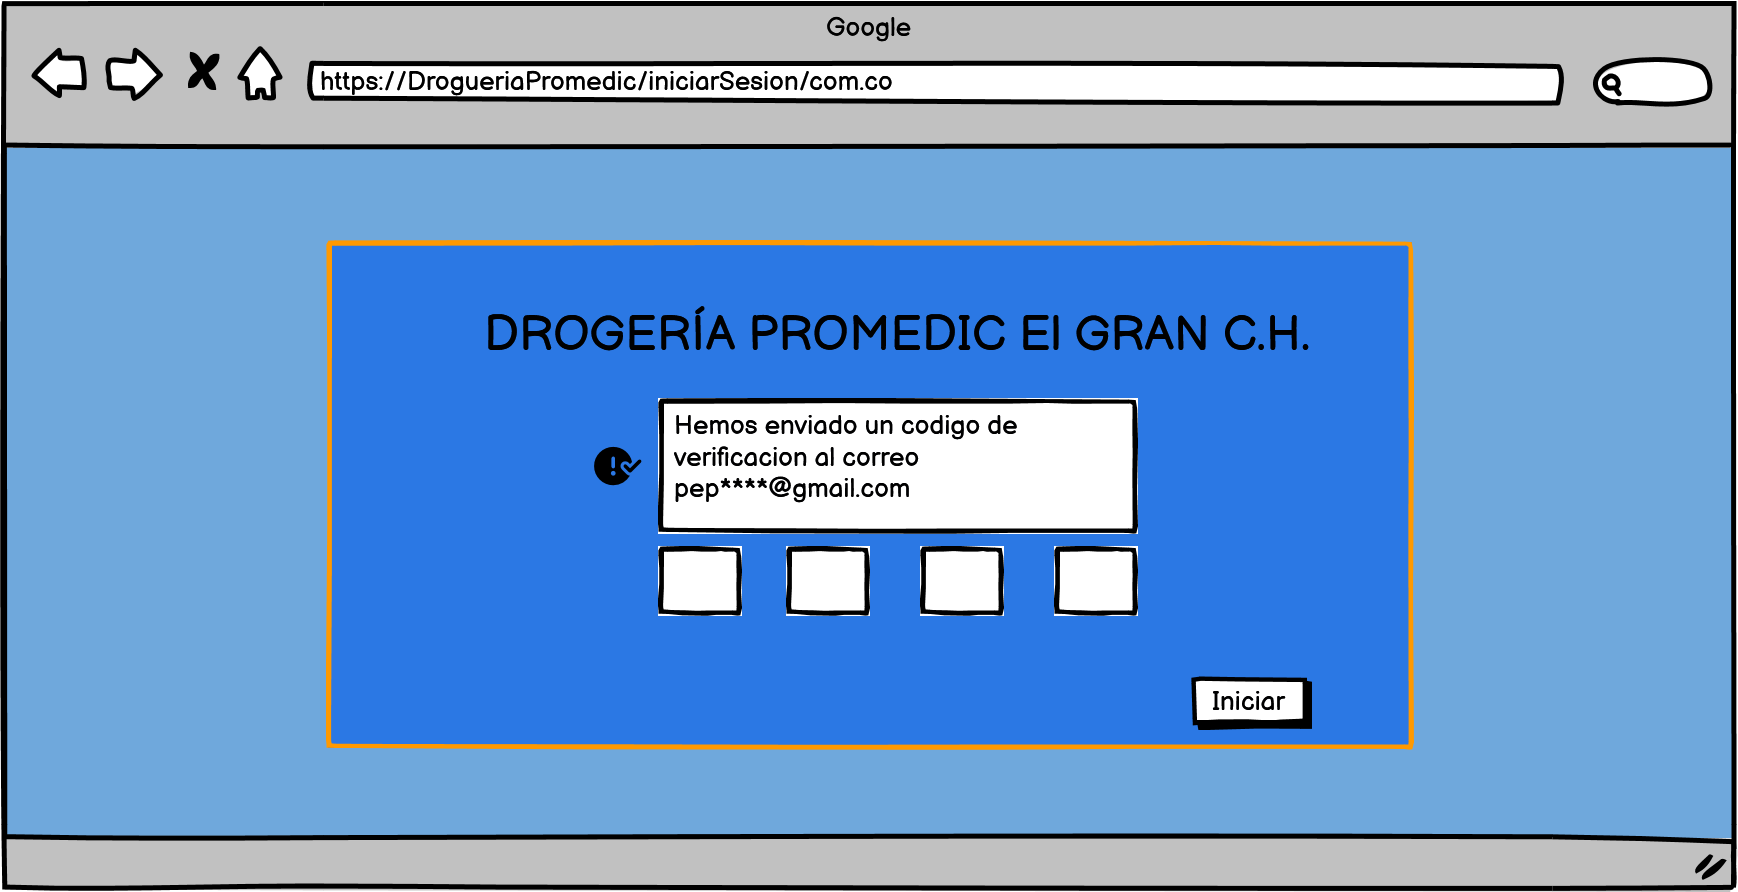 Google
https://DrogueriaPromedic/iniciarSesion/com.co
DROGERÍA PROMEDIC El GRAN C.H.
Hemos enviado un codigo de
verificacion al correo
pep****@gmail.com
Iniciar